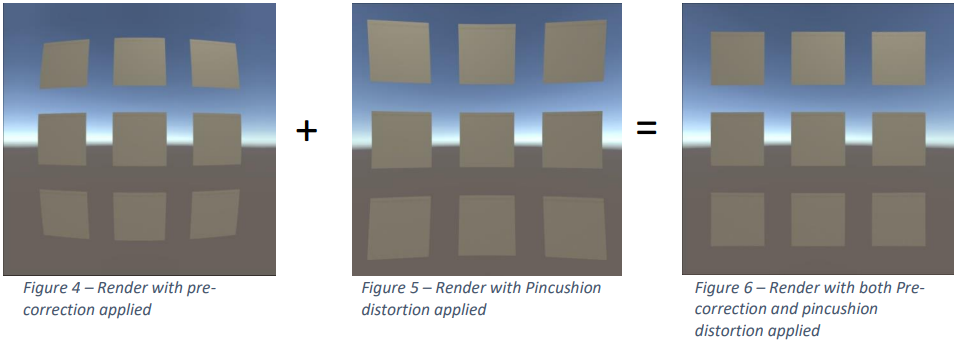 +
=
Figure 4 – Render with pre-
correction applied
Figure 5 – Render with Pincushion
distortion applied
Figure 6 – Render with both Pre-
correction and pincushion
distortion applied